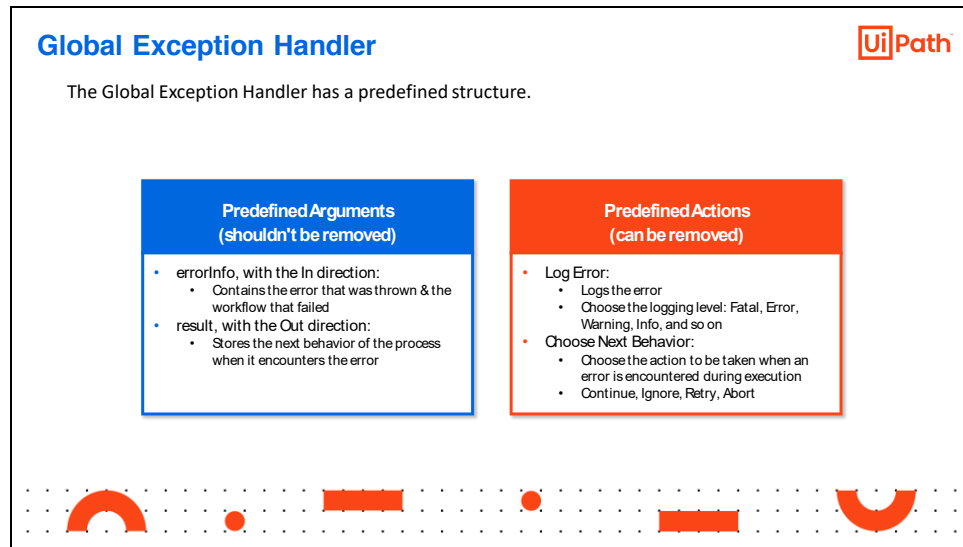 Global Exception Handler
UiPath
The Global Exception Handler has a predefined structure.
Predefined Arguments
(shouldn't be removed)
• errorInfo, with the In direction:
• Contains the error that was thrown & the
workflow that failed
• result, with the Out direction:
• Stores the next behavior of the process
when it encounters the error
Predefined Actions
(can be removed)
• Log Error:
• Logs the error
• Choose the logging level: Fatal, Error,
Warning, Info, and so on
• Choose Next Behavior:
• Choose the action to be taken when an
error is encountered during execution
• Continue, Ignore, Retry, Abort